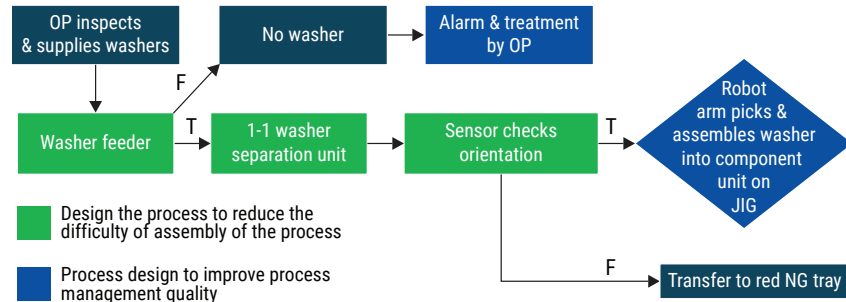 OP inspects
& supplies washers
No washer
Alarm & treatment
by OP
F
Washer feeder
T
1-1 washer
separation unit
Sensor checks
orientation
T
Robot
arm picks &
assembles washer
into component
unit on
JIG
Design the process to reduce the
difficulty of assembly of the process
Process design to improve process
management quality
F
Transfer to red NG tray